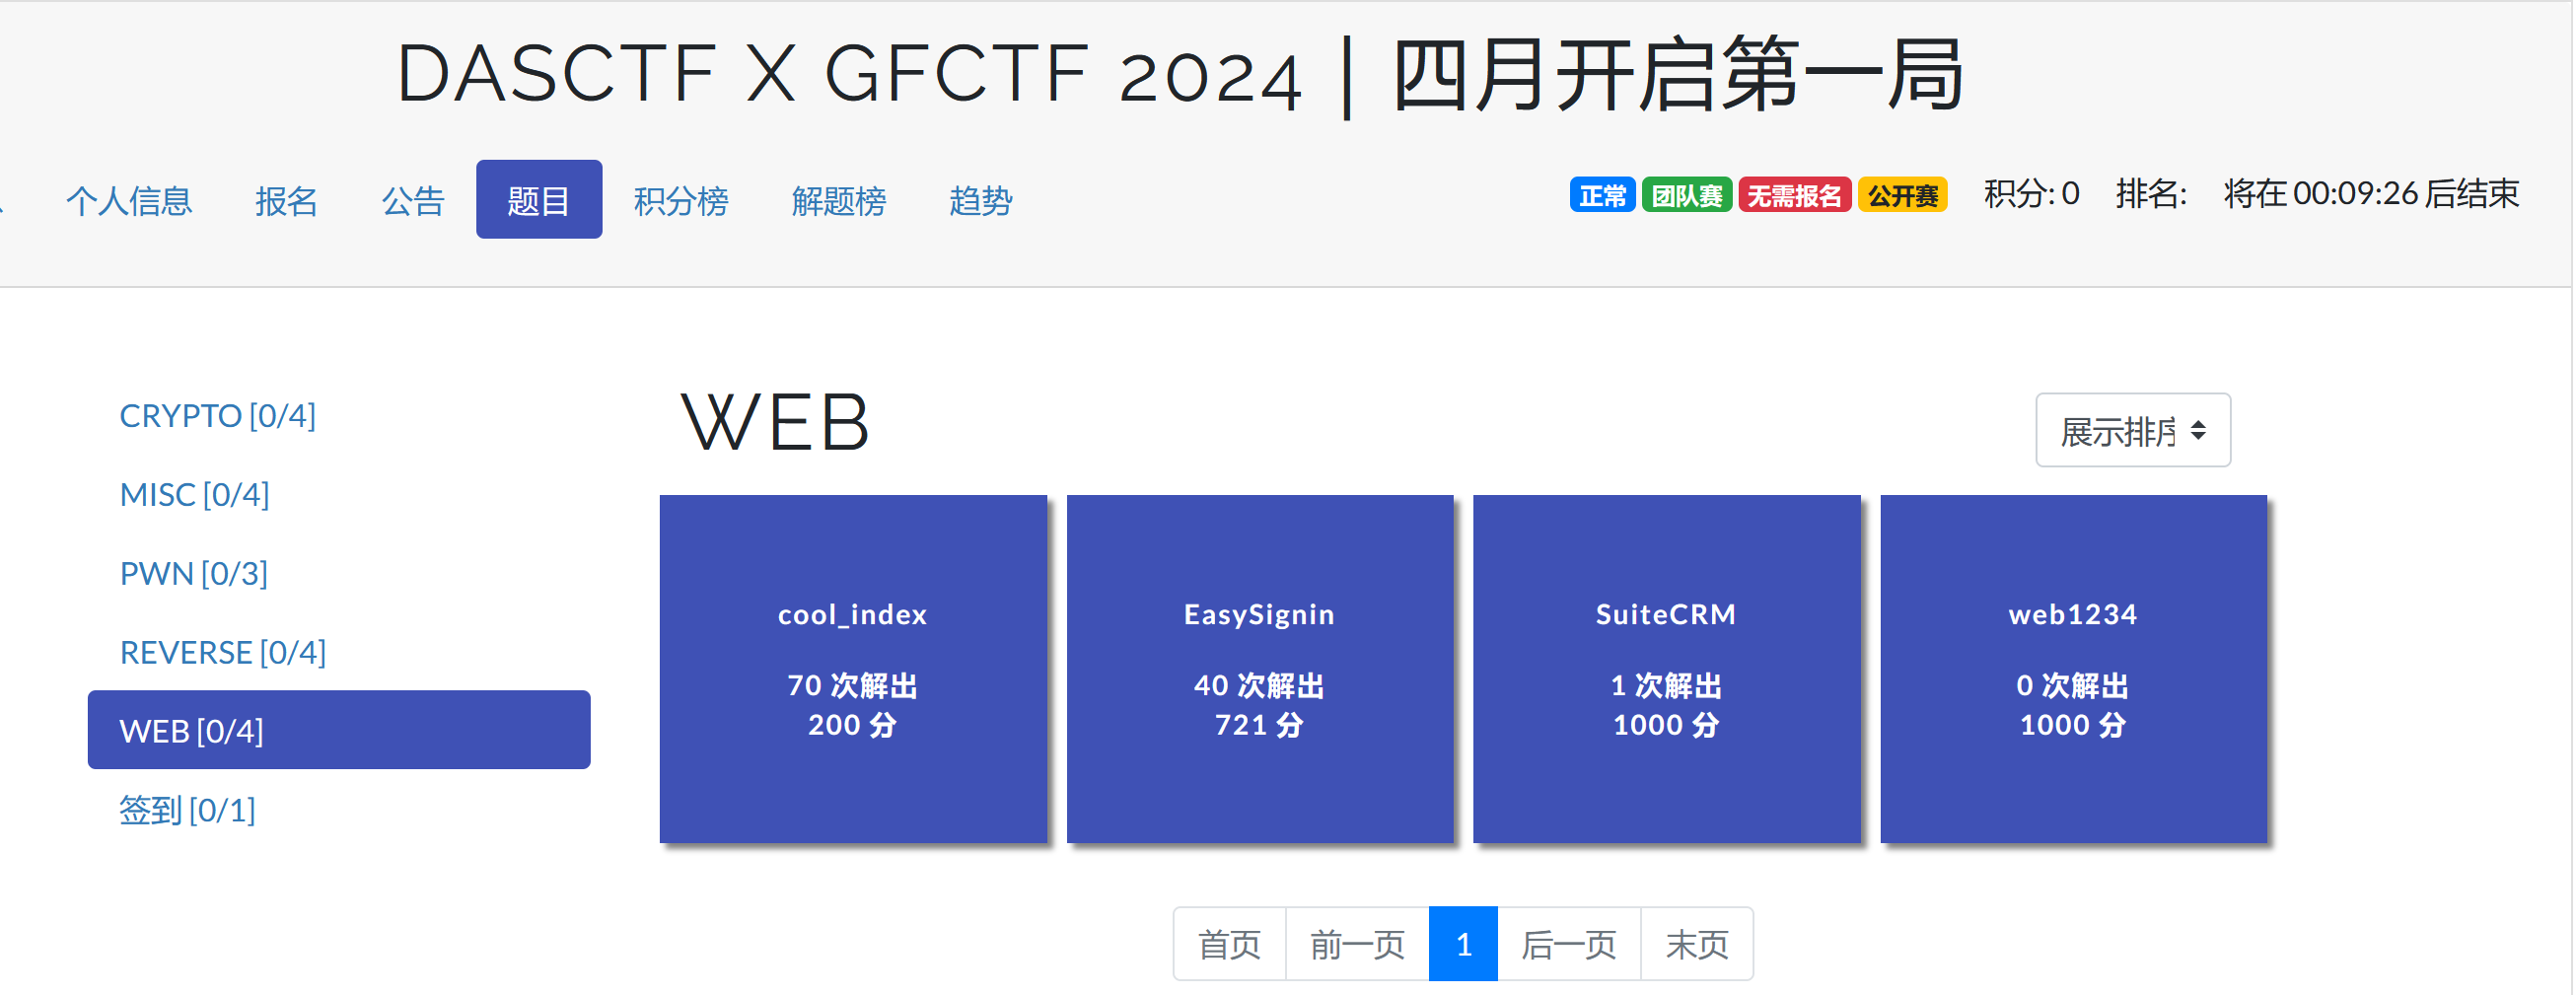 DASCTF X GFCTF 2024 | 四月开启第一局
个人信息 报名 公告 题目 积分榜 解题榜 趋势 正常 团队赛 无需报名 公开赛 积分: 0 排名: 将在 00:09:26 后结束
WEB
展示排序
CRYPTO [0/4]
MISC [0/4]
PWN [0/3]
REVERSE [0/4]
WEB [0/4]
签到 [0/1]
cool_index
70 次解出
200 分
EasySignin
40 次解出
721 分
SuiteCRM
1 次解出
1000 分
web1234
0 次解出
1000 分
首页 前一页 1 后一页 末页